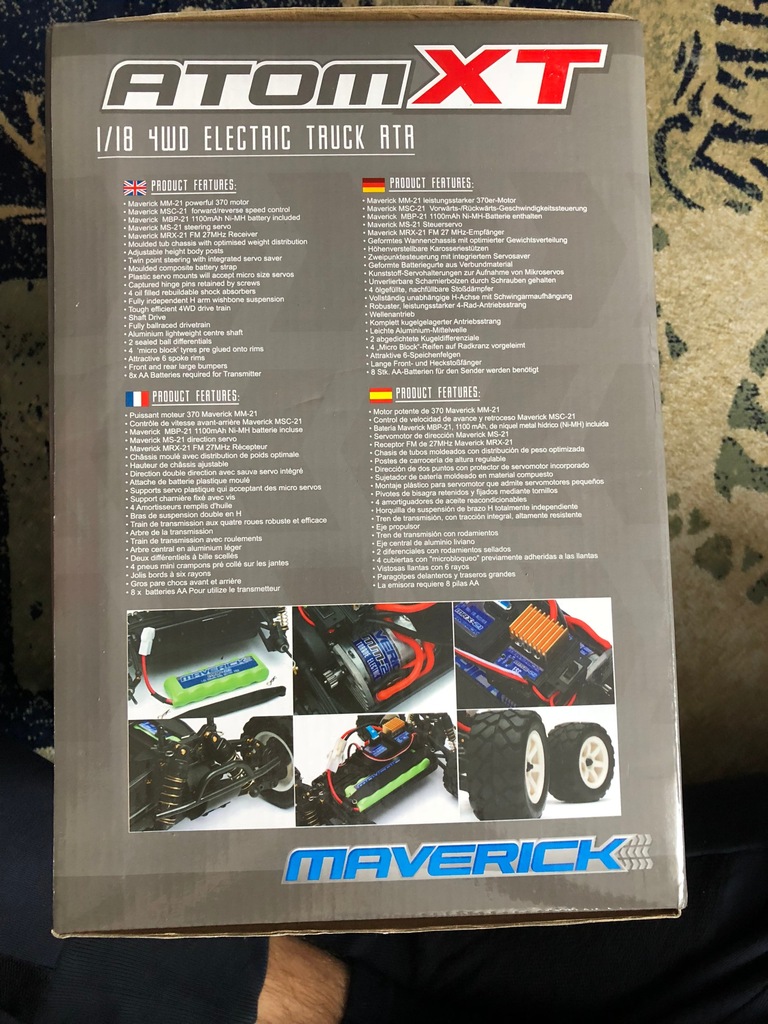 ATOM XT
1/18 4WD ELECTRIC TRUCK RTR
PRODUCT FEATURES:
• Maverick MM-21 powerful 370 motor
• Maverick MSC-21 forward/reverse speed control
• Maverick MBP-21 1100mAh Ni-MH battery included
• Maverick MS-21 steering servo
• Maverick MRX-21 FM 27MHz Receiver
• Moulded tub chassis with optimised weight distribution
• Adjustable height body posts
• Twin point steering with integrated servo saver
• Moulded composite battery strap
• Plastic servo mounts will accept micro size servos
• Captured hinge pins retained by screws
• 4 oil filled rebuildable shock absorbers
• Fully independent H arm wishbone suspension
• Tough efficient 4WD drive train
• Shaft Drive
• Fully ballraced drivetrain
• Aluminium lightweight centre shaft
• 2 sealed ball differentials
• 4 'micro block' tyres pre glued onto rims
• Attractive 6 spoke rims
• Front and rear large bumpers
• 8x AA Batteries required for Transmitter
PRODUCT FEATURES:
• Maverick MM-21 leistungsstarker 370er-Motor
• Maverick MSC-21 Vorwärts-/Rückwärts-Geschwindigkeitssteuerung
• Maverick MBP-21 1100mAh Ni-MH-Batterie enthalten
• Maverick MS-21 Steuerservo
• Maverick MRX-21 FM 27 MHz-Empfänger
• Geformtes Wannenchassis mit optimierter Gewichtsverteilung
• Höhenverstellbare Karosseriestützen
• Zweipunktesteuerung mit integriertem Servosaver
• Geformte Batteriegurte aus Verbundmaterial
• Kunststoff-Servohalterungen zur Aufnahme von Mikroservos
• Unverlierbare Scharnierbolzen durch Schrauben gehalten
• 4 ölgefüllte, nachfüllbare Stoßdämpfer
• Vollständig unabhängige H-Achse mit Schwingarmaufhängung
• Robuster, leistungsstarker 4-Rad-Antriebsstrang
• Wellenantrieb
• Komplett kugelgelagerter Antriebsstrang
• Leichte Aluminium-Mittelwelle
• 2 abgedichtete Kugeldifferenziale
• 4 „Micro Block"-Reifen auf Radkranz vorgeleimt
• Attraktive 6-Speichenfelgen
• Lange Front- und Heckstoßfänger
• 8 Stk. AA-Batterien für den Sender werden benötigt
PRODUCT FEATURES:
• Puissant moteur 370 Maverick MM-21
• Contrôle de vitesse avant-arrière Maverick MSC-21
• Maverick MBP-21 1100mAh Ni-MH batterie incluse
• Maverick MS-21 direction servo
• Maverick MRX-21 FM 27MHz Récepteur
• Châssis moulé avec distribution de poids optimale
• Hauteur de châssis ajustable
• Direction double direction avec sauva servo intégré
• Attache de batterie plastique moulé
• Supports servo plastique qui acceptent des micro servos
• Support charnière fixé avec vis
• 4 Amortisseurs remplis d'huile
• Bras de suspension double en H
• Train de transmission aux quatre roues robuste et efficace
• Arbre de la transmission
• Train de transmission avec roulements
• Arbre central en aluminium léger
• Deux différentiels à bille scellés
• 4 pneus mini crampons pré collé sur les jantes
• Jolis bords à six rayons
• Gros pare chocs avant et arrière
• 8 x batteries AA Pour utilize le transmetteur
PRODUCT FEATURES:
• Motor potente de 370 Maverick MM-21
• Control de velocidad de avance y retroceso Maverick MSC-21
• Batería Maverick MBP-21, 1100 mAh, de níquel metal hídrico (Ni-MH) incluida
• Servomotor de dirección Maverick MS-21
• Receptor FM de 27MHz Maverick MRX-21
• Chasis de tubos moldeados con distribución de peso optimizada
• Postes de carrocería de altura regulable
• Dirección de dos puntos con protector de servomotor incorporado
• Sujetador de batería moldeado en material compuesto
• Montaje plástico para servomotor que admite servomotores pequeños
• Pivotes de bisagra retenidos y fijados mediante tornillos
• 4 amortiguadores de aceite reacondicionables
• Horquilla de suspensión de brazo H totalmente independiente
• Tren de transmisión, con tracción integral, altamente resistente
• Eje propulsor
• Tren de transmisión con rodamientos
• Eje central de aluminio liviano
• 2 diferenciales con rodamientos sellados
• 4 cubiertas con "microbloqueo" previamente adheridas a las llantas
• Vistosas llantas con 6 rayos
• Paragolpes delanteros y traseros grandes
• La emisora requiere 8 pilas AA
MAVERICK